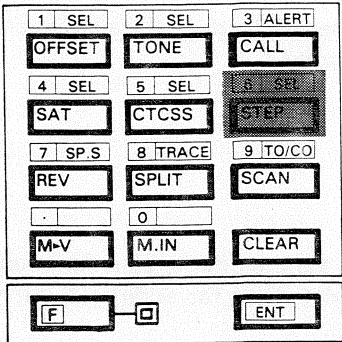 1 SEL 2 SEL 3 ALERT
OFFSET TONE CALL
4 SEL 5 SEL 6 SEL
SAT CTCSS STEP
7 SP.S 8 TRACE 9 TO/CO
REV SPLIT SCAN
· 0
M►V M.IN CLEAR
F ENT